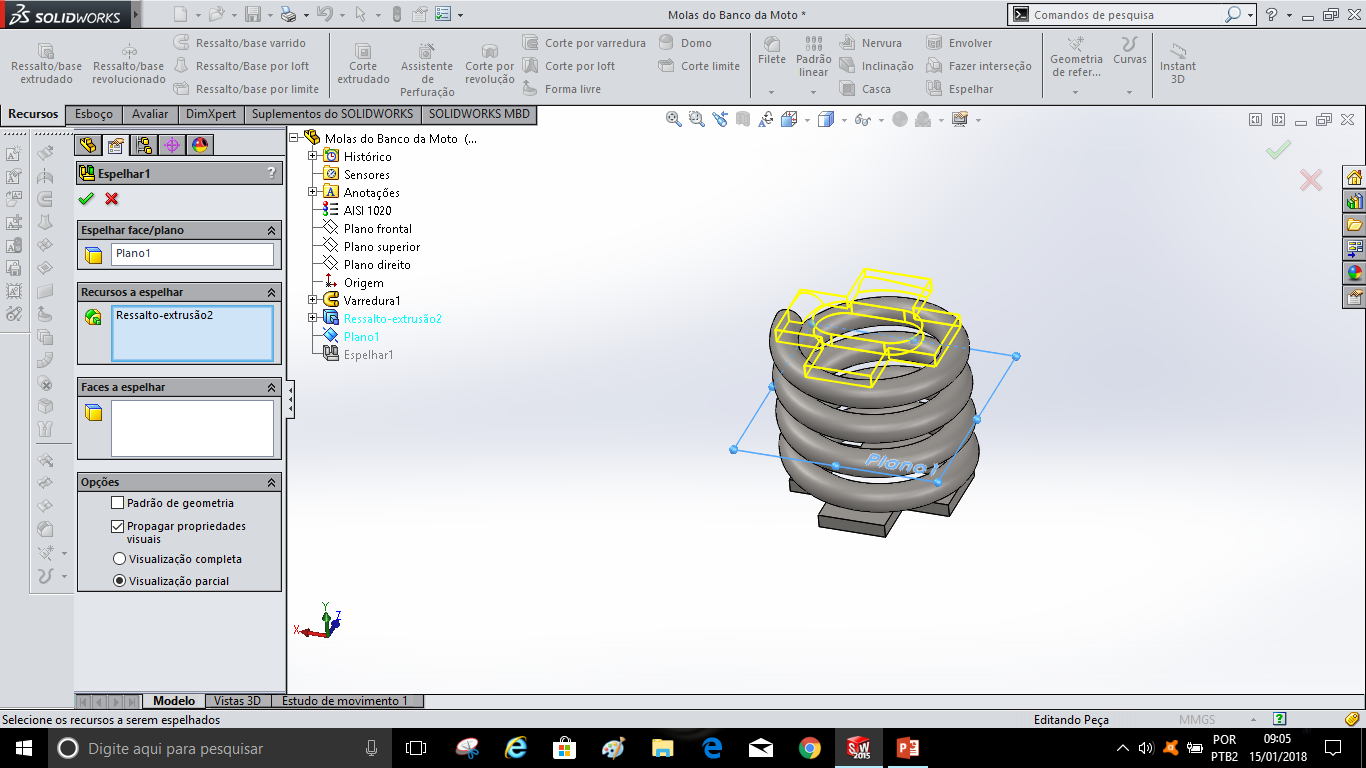 SOLIDWORKS
Molas do Banco da Moto *
Comandos de pesquisa
Ressalto/base extrudado
Ressalto/base revolucionado
Ressalto/base varrido
Ressalto/Base por loft
Ressalto/base por limite
Corte extrudado
Assistente de Perfuração
Corte por revolução
Corte por varredura
Corte por loft
Forma livre
Domo
Corte limite
Filete
Padrão linear
Nervura
Inclinação
Casca
Envolver
Fazer interseção
Espelhar
Geometria de refer...
Curvas
Instant 3D
Recursos
Esboço
Avaliar
DimXpert
Suplementos do SOLIDWORKS
SOLIDWORKS MBD
Espelhar1
?
Espelhar face/plano
Plano1
Recursos a espelhar
Ressalto-extrusão2
Faces a espelhar
Opções
Padrão de geometria
Propagar propriedades
visuais
Visualização completa
Visualização parcial
Molas do Banco da Moto (...
Histórico
Sensores
Anotações
AISI 1020
Plano frontal
Plano superior
Plano direito
Origem
Varredura1
Ressalto-extrusão2
Plano1
Espelhar1
Plano1
Y
Z
X
Modelo
Vistas 3D
Estudo de movimento 1
Selecione os recursos a serem espelhados
Editando Peça
MMGS
Digite aqui para pesquisar
SW
2015
POR
PTB2
09:05
15/01/2018